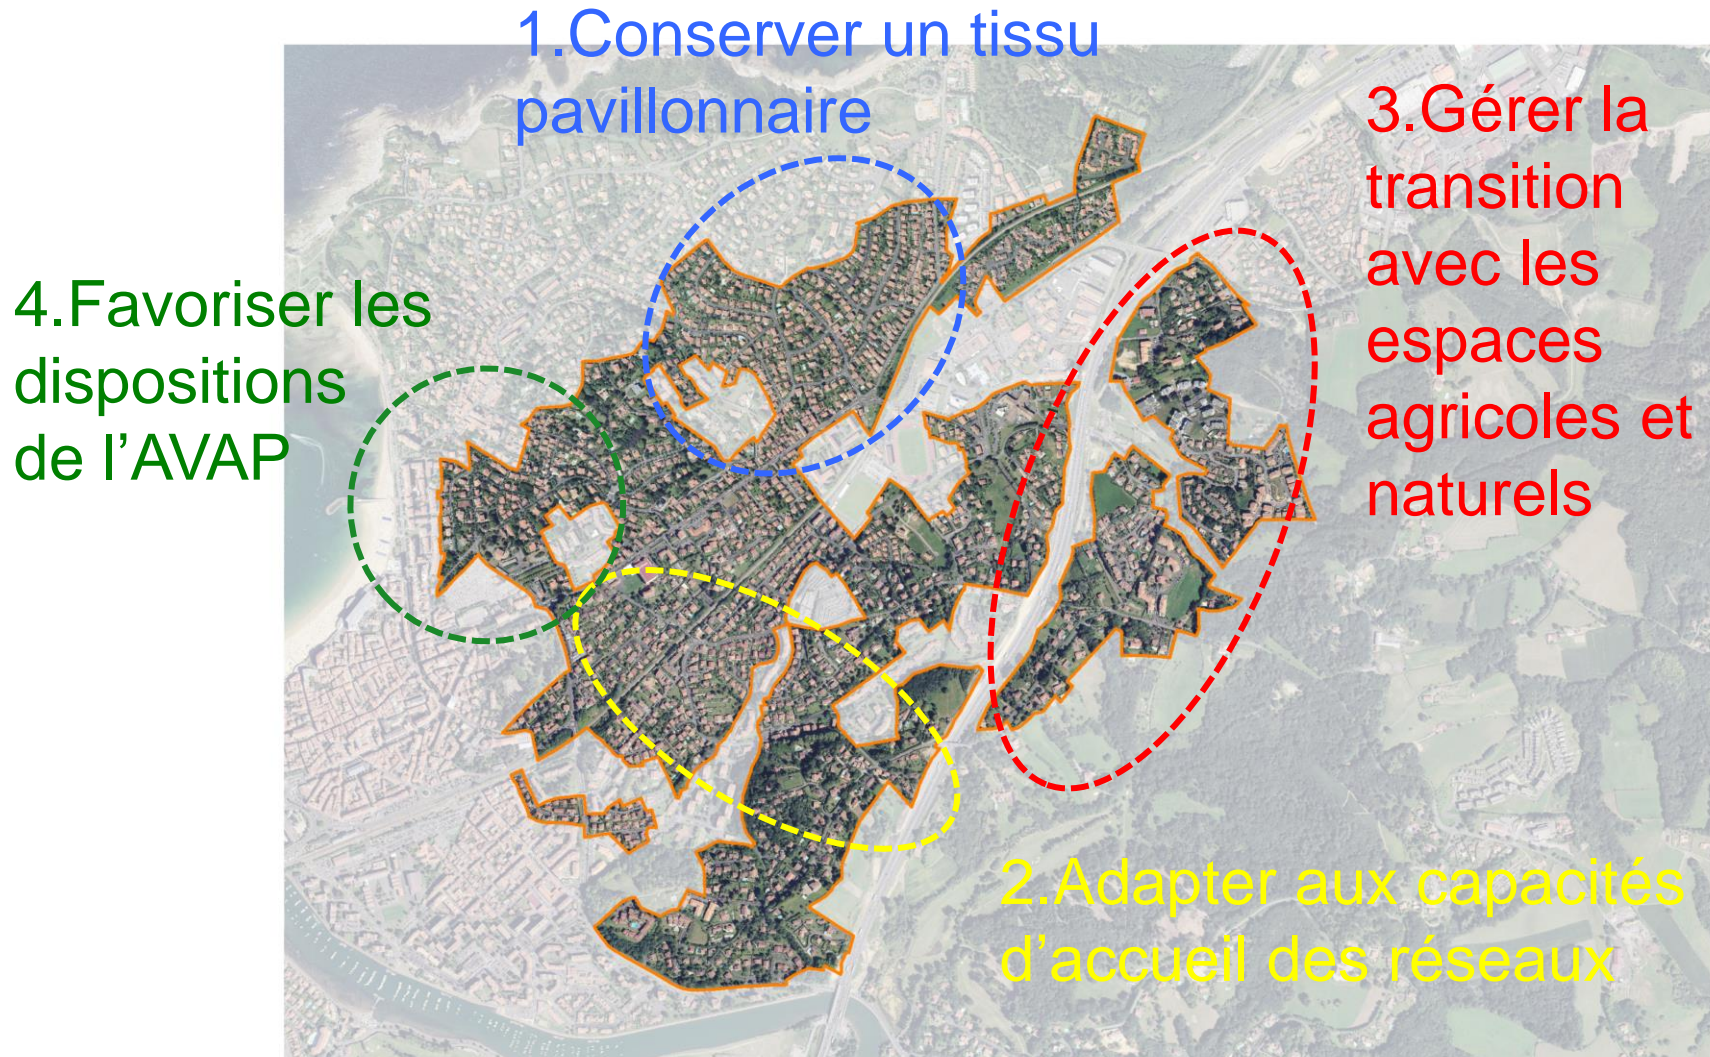 1.Conserver un tissu
pavillonnaire
3.Gérer la
transition
avec les
espaces
agricoles et
naturels
4.Favoriser les
dispositions
de l’AVAP
2.Adapter aux capacités
d’accueil des réseaux